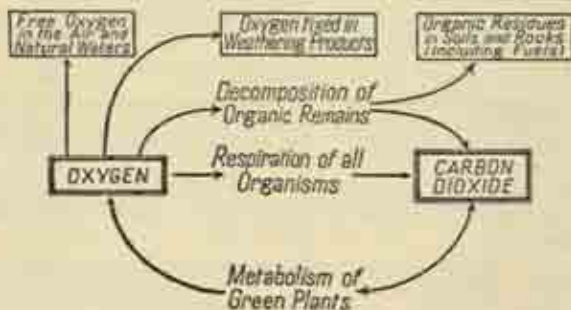 Free Oxygen
in the Air and
Natural Waters
Oxygen fixed in
Weathering Products
Organic Residues
in Soils and Rocks
(including Fuels)
Decomposition of
Organic Remains
OXYGEN
Respiration of all
Organisms
CARBON
DIOXIDE
Metabolism of
Green Plants